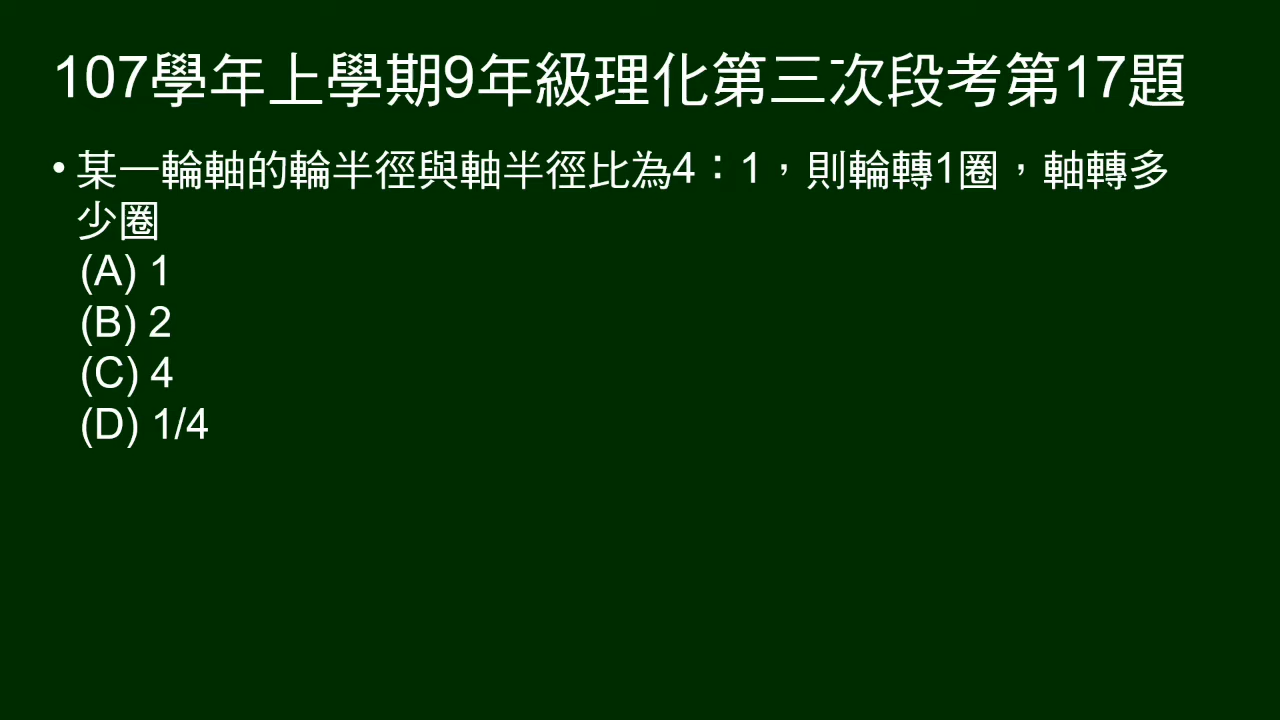 107學年上學期9年級理化第三次段考第17題
• 某一輪軸的輪半徑與軸半徑比為4：1，則輪轉1圈，軸轉多
少圈
(A) 1
(B) 2
(C) 4
(D) 1/4